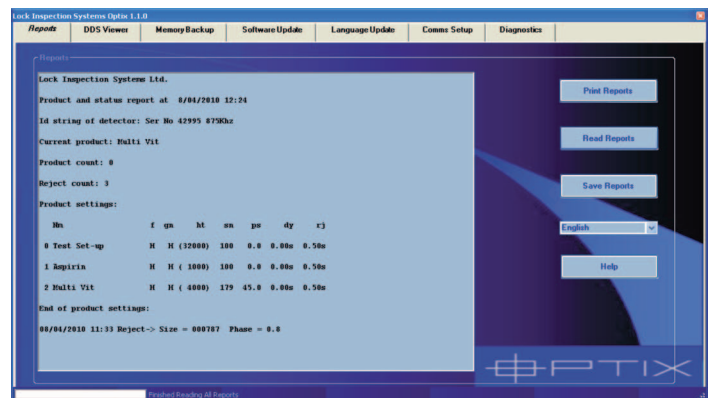 Lock Inspection Systems Optix 1.1.0
Reports DDS Viewer Memory Backup Software Update Language Update Comms Setup Diagnostics
Reports
Lock Inspection Systems Ltd.
Product and status report at 8/04/2010 12:24
Id string of detector: Ser No 42995 875Khz
Current product: Multi Vit
Product count: 0
Reject count: 3
Product settings:
Nm f gn ht sn ps dy rj
0 Test Set-up H H (32000) 100 0.0 0.00s 0.50s
1 Aspirin H H ( 1000) 100 0.0 0.00s 0.50s
2 Multi Vit H H ( 4000) 179 45.0 0.00s 0.50s
End of product settings:
08/04/2010 11:33 Reject-> Size = 000787 Phase = 0.8
Print Reports
Read Reports
Save Reports
English
Help
OPTIX
Finished Reading All Reports